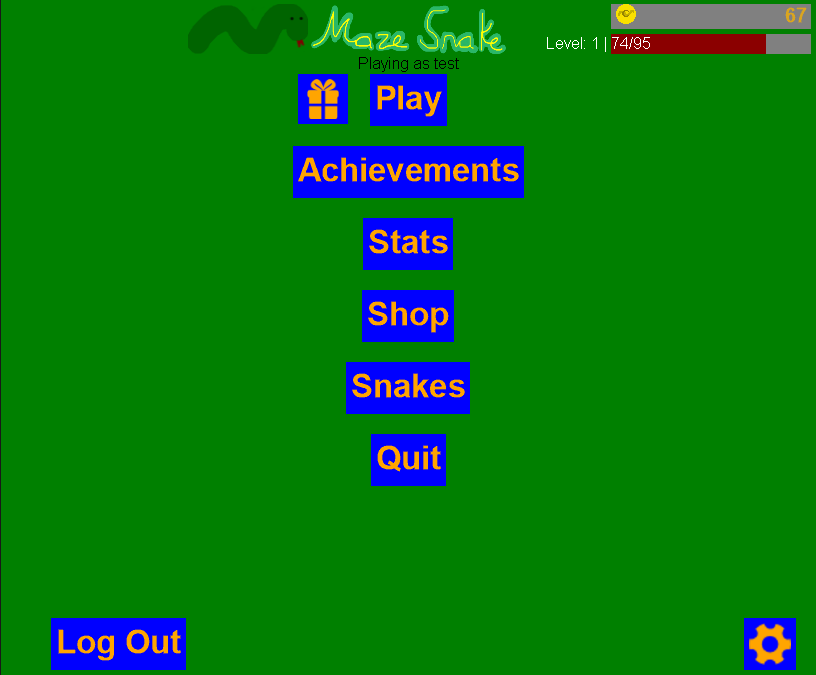 Maze Snake
67
Level: 1 | 74/95
Playing as test
Play
Achievements
Stats
Shop
Snakes
Quit
Log Out